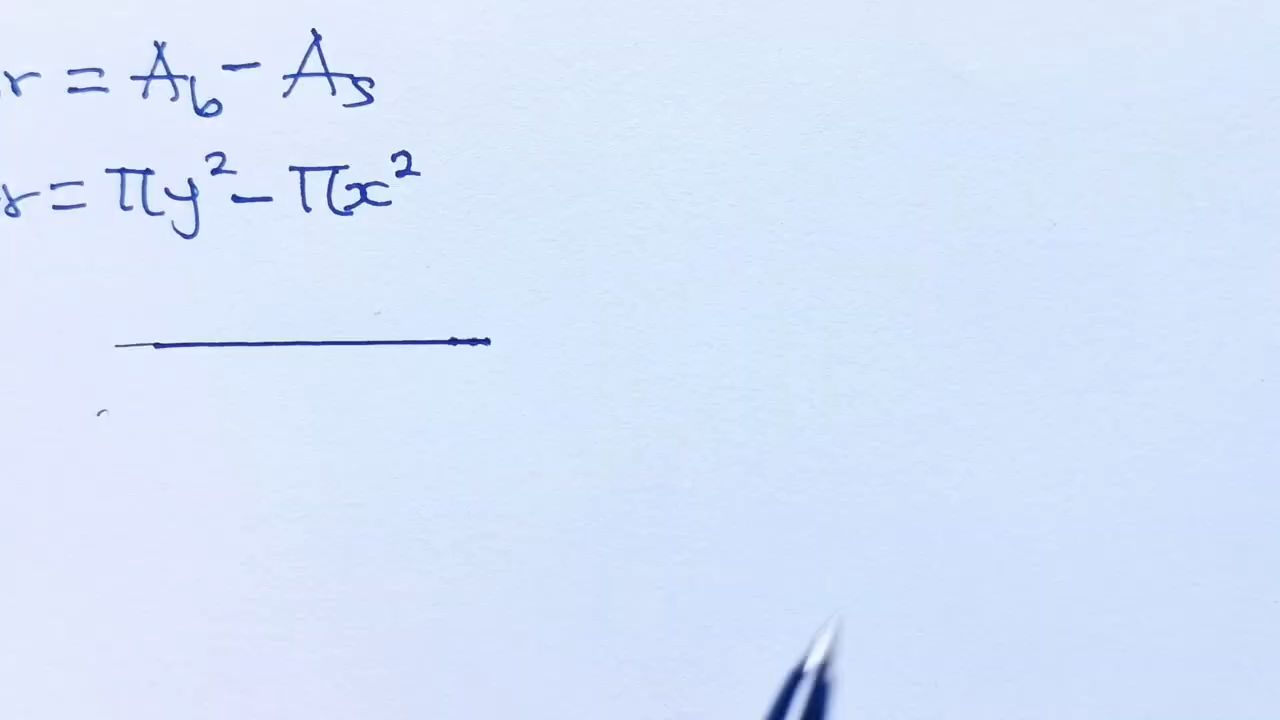 r = A_b - A_s
r = πy² - πx²